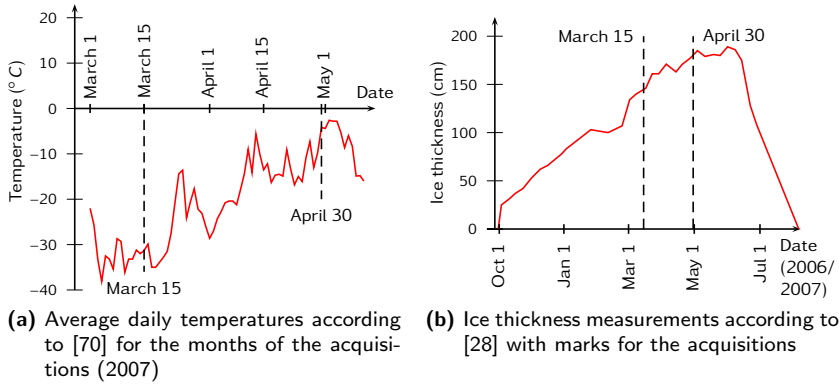 20
10
0
−10
−20
−30
−40
Temperature (° C)
March 1
March 15
April 1
April 15
May 1
Date
March 15
April 30
(a) Average daily temperatures according
to [70] for the months of the acquisi-
tions (2007)
200
150
100
50
0
Ice thickness (cm)
March 15
April 30
Oct 1
Jan 1
Mar 1
May 1
Jul 1
Date
(2006/
2007)
(b) Ice thickness measurements according to
[28] with marks for the acquisitions